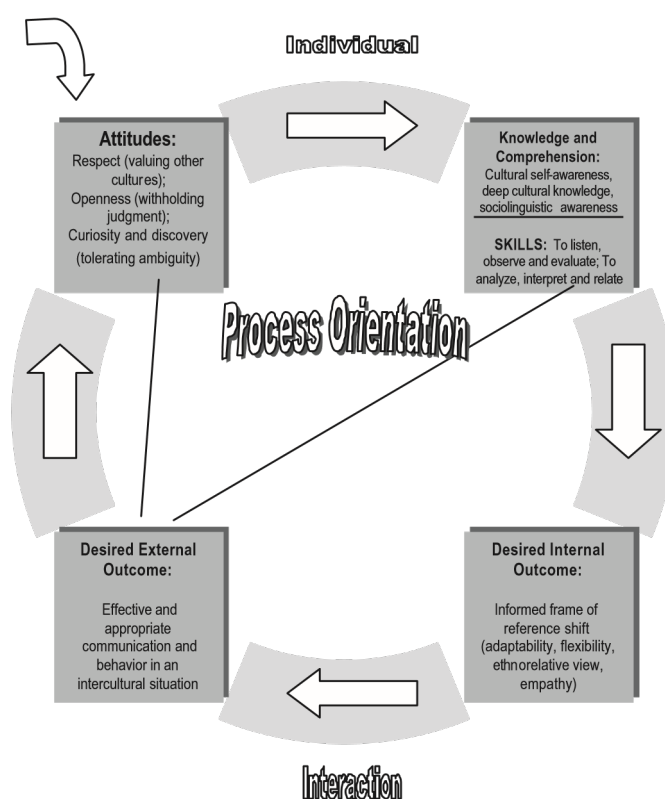 Individual
Attitudes:
Respect (valuing other
cultures);
Openness (withholding
judgment);
Curiosity and discovery
(tolerating ambiguity)
Knowledge and
Comprehension:
Cultural self-awareness,
deep cultural knowledge,
sociolinguistic awareness
SKILLS: To listen,
observe and evaluate; To
analyze, interpret and relate
Process Orientation
Desired External
Outcome:
Effective and
appropriate
communication and
behavior in an
intercultural situation
Desired Internal
Outcome:
Informed frame of
reference shift
(adaptability, flexibility,
ethnorelative view,
empathy)
Interaction